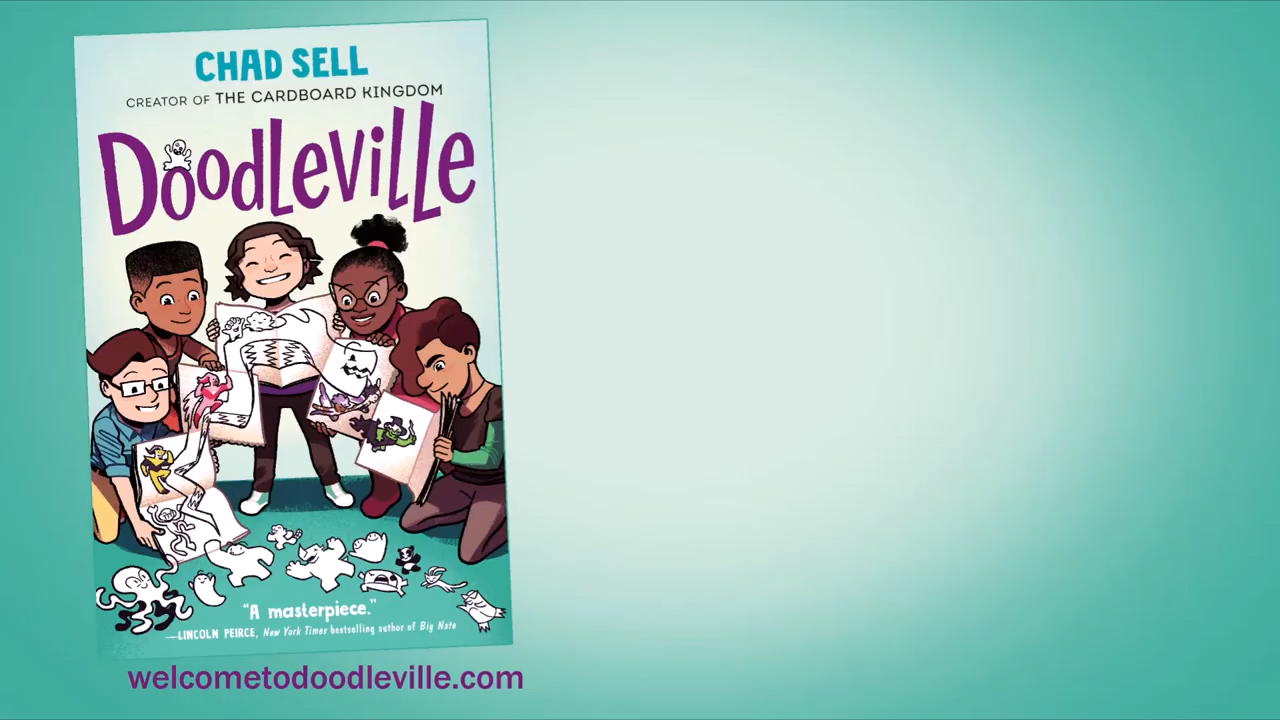 CHAD SELL
CREATOR OF THE CARDBOARD KINGDOM
Doodleville
“A masterpiece.”
—LINCOLN PEIRCE, New York Times bestselling author of Big Nate
welcometodoodleville.com